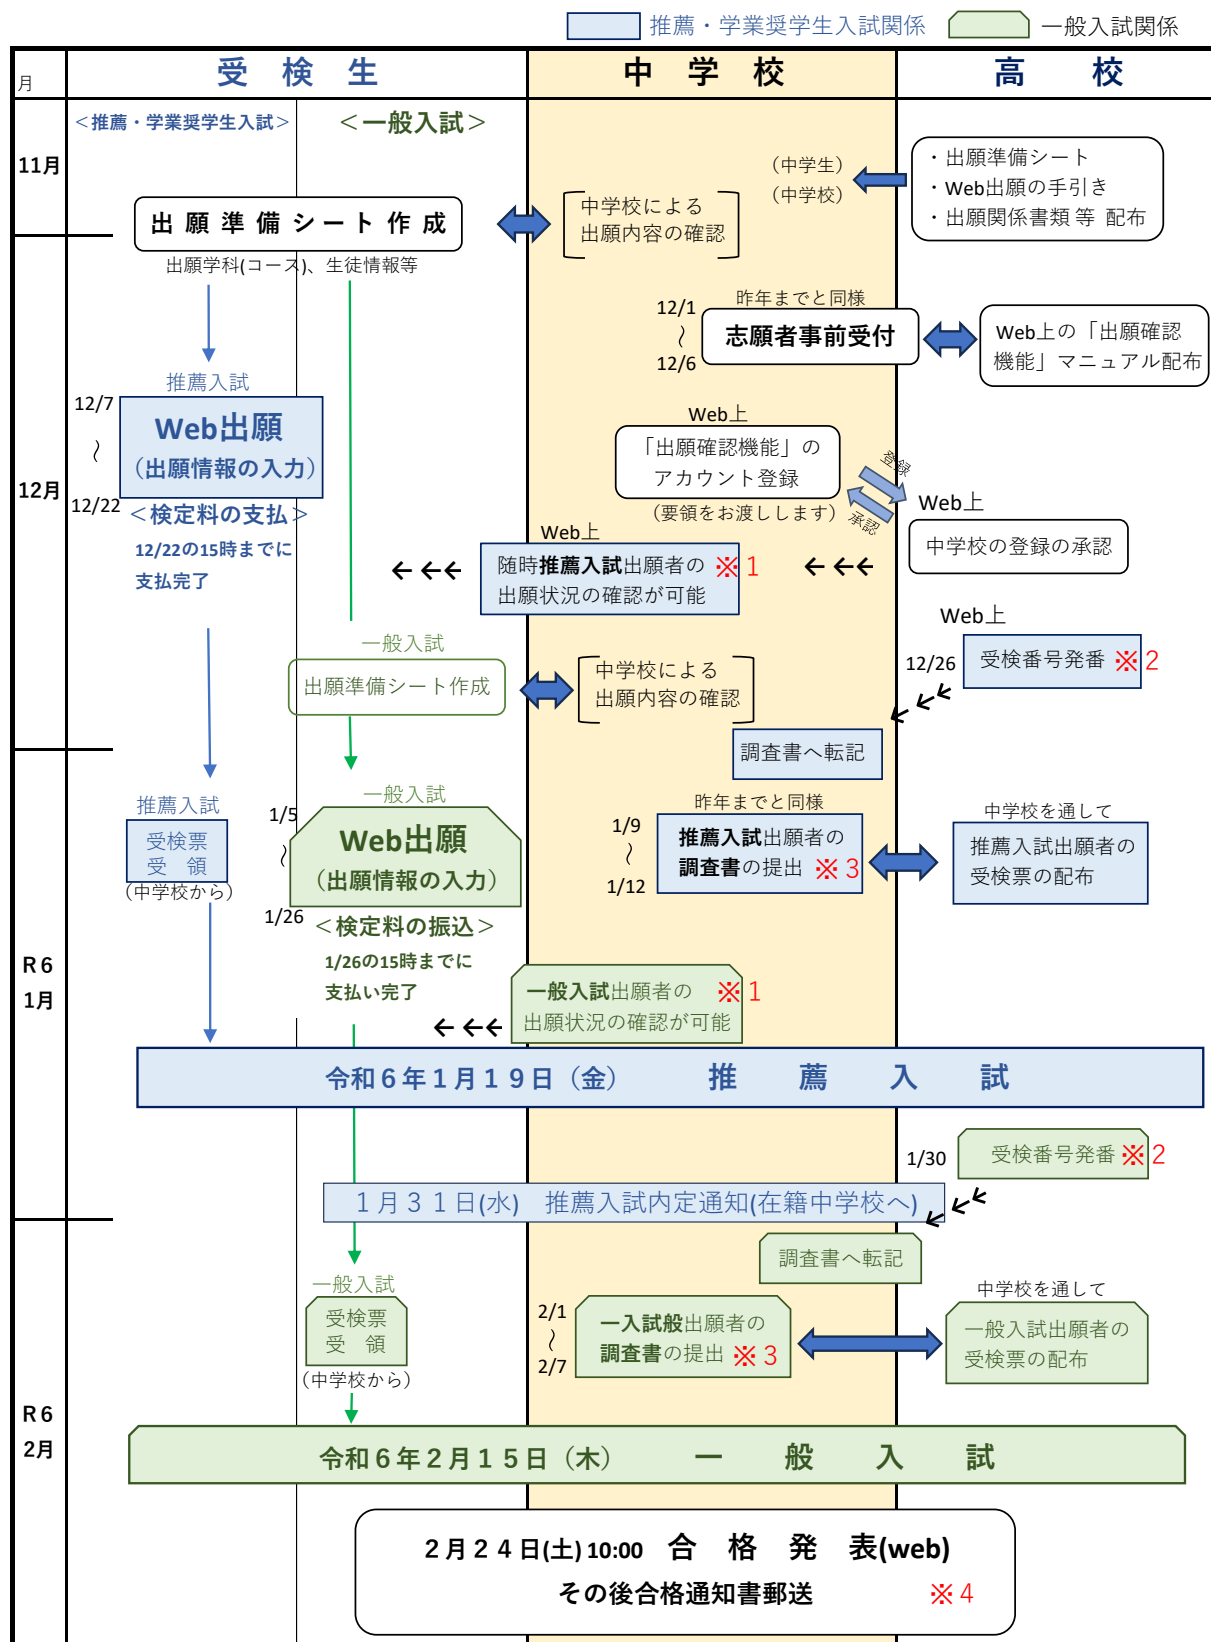 推薦・学業奨学生入試関係
一般入試関係
月
受 検 生
中 学 校
高 校
＜推薦・学業奨学生入試＞
＜一般入試＞
11月
（中学生）
（中学校）
・出願準備シート
・Web出願の手引き
・出願関係書類 等 配布
出 願 準 備 シ ー ト 作 成
出願学科(コース)、生徒情報等
中学校による
出願内容の確認
12月
12/1
～
12/6
昨年までと同様
志願者事前受付
Web上の「出願確認
機能」マニュアル配布
推薦入試
12/7
～
12/22
Web出願
（出願情報の入力）
＜検定料の支払＞
12/22の15時までに
支払完了
Web上
「出願確認機能」の
アカウント登録
（要領をお渡しします）
登録
承認
Web上
中学校の登録の承認
Web上
随時推薦入試出願者の ※１
出願状況の確認が可能
Web上
12/26
受検番号発番 ※２
一般入試
出願準備シート作成
中学校による
出願内容の確認
調査書へ転記
R６
1月
推薦入試
受検票
受 領
（中学校から）
一般入試
1/5
～
1/26
Web出願
（出願情報の入力）
＜検定料の振込＞
1/26の15時までに
支払い完了
昨年までと同様
1/9
～
1/12
推薦入試出願者の
調査書の提出 ※３
中学校を通して
推薦入試出願者の
受検票の配布
一般入試出願者の ※１
出願状況の確認が可能
令和６年１月１９日（金） 推 薦 入 試
1/30
受検番号発番 ※２
１月３１日(水) 推薦入試内定通知(在籍中学校へ)
R６
2月
調査書へ転記
一般入試
受検票
受 領
（中学校から）
2/1
～
2/7
一入試般出願者の
調査書の提出 ※３
中学校を通して
一般入試出願者の
受検票の配布
令和６年２月１５日（木） 一 般 入 試
２月２４日(土) 10:00 合 格 発 表(web)
その後合格通知書郵送 ※４